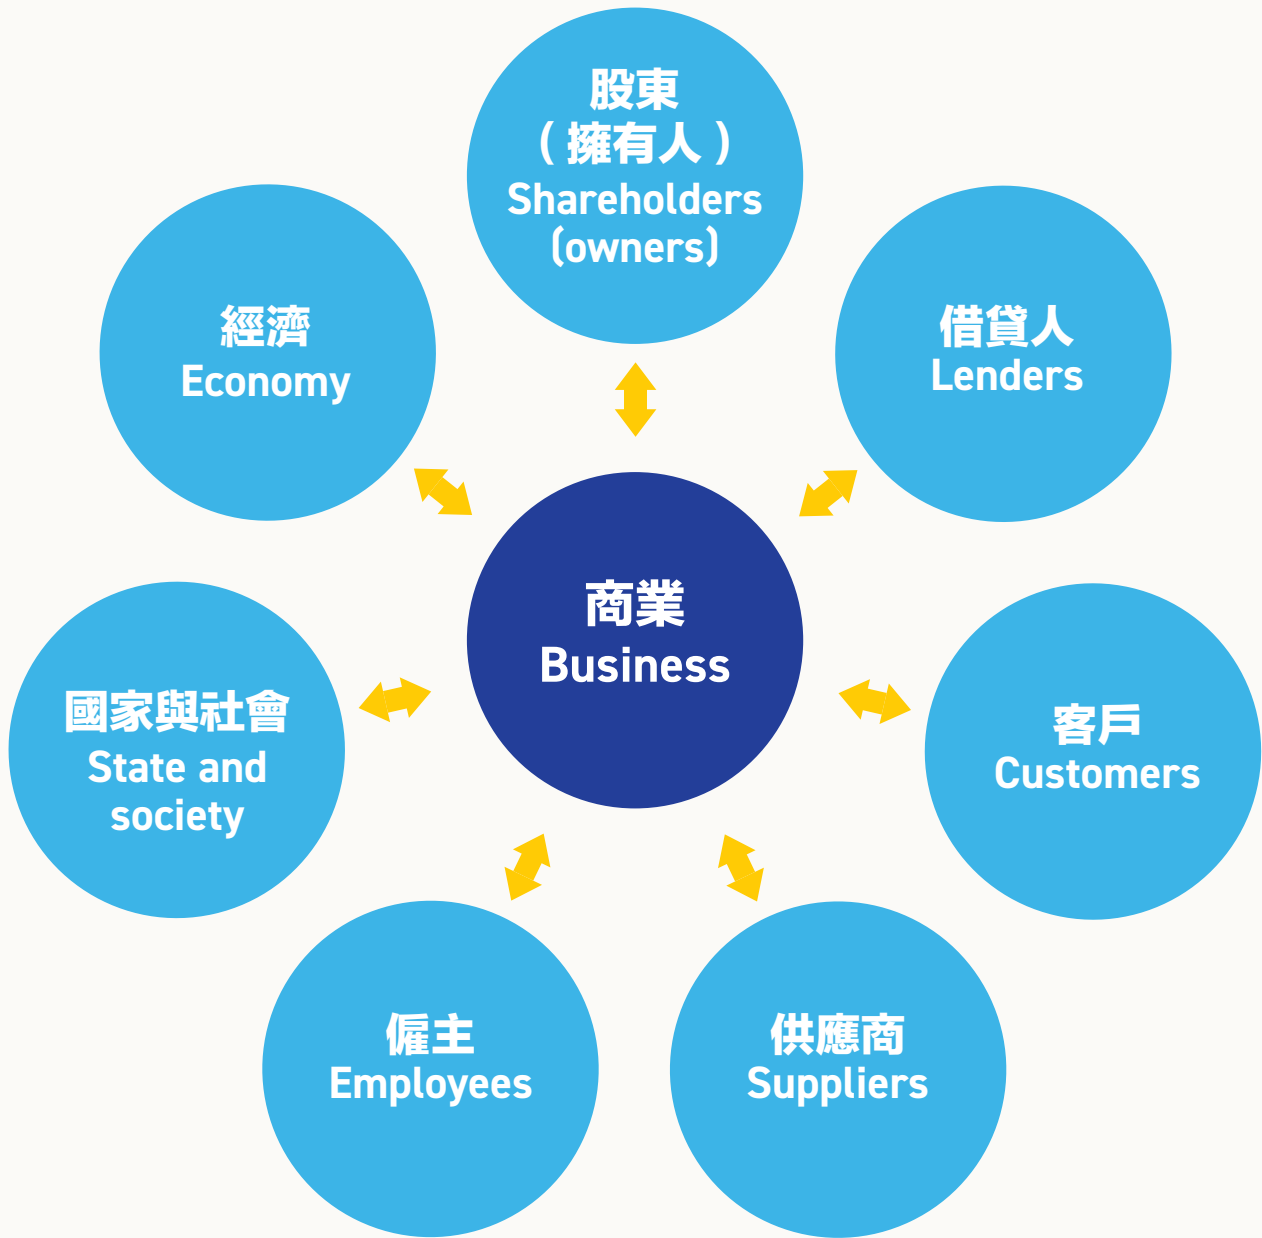 股東
( 擁有人 )
Shareholders
(owners)
經濟
Economy
借貸人
Lenders
商業
Business
國家與社會
State and
society
客戶
Customers
僱主
Employees
供應商
Suppliers